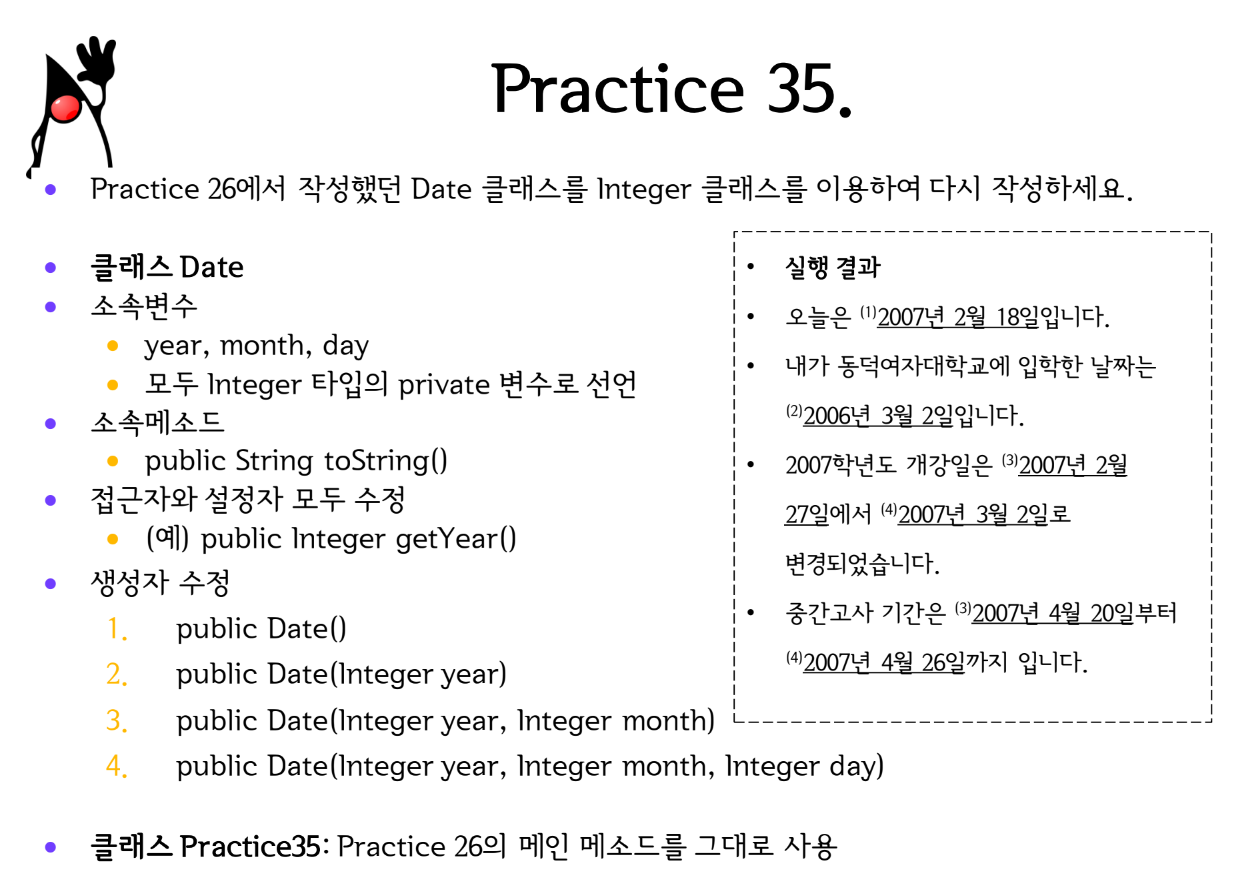 Practice 35.
• Practice 26에서 작성했던 Date 클래스를 Integer 클래스를 이용하여 다시 작성하세요.
• 클래스 Date
• 소속변수
• year, month, day
• 모두 Integer 타입의 private 변수로 선언
• 소속메소드
• public String toString()
• 접근자와 설정자 모두 수정
• (예) public Integer getYear()
• 생성자 수정
1. public Date()
2. public Date(Integer year)
3. public Date(Integer year, Integer month)
4. public Date(Integer year, Integer month, Integer day)
• 클래스 Practice35: Practice 26의 메인 메소드를 그대로 사용
• 실행 결과
• 오늘은 (1)2007년 2월 18일입니다.
• 내가 동덕여자대학교에 입학한 날짜는
(2)2006년 3월 2일입니다.
• 2007학년도 개강일은 (3)2007년 2월
27일에서 (4)2007년 3월 2일로
변경되었습니다.
• 중간고사 기간은 (3)2007년 4월 20일부터
(4)2007년 4월 26일까지 입니다.